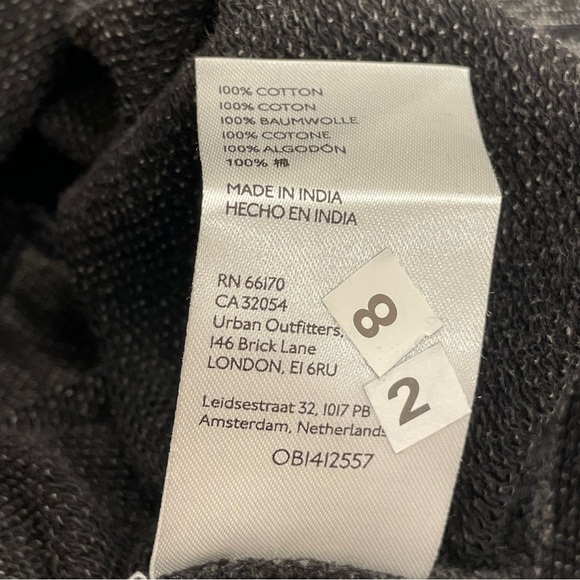 100% COTTON
100% COTON
100% BAUMWOLLE
100% COTONE
100% ALGODÓN
100% 棉
MADE IN INDIA
HECHO EN INDIA
RN 66170
CA 32054
Urban Outfitters,
146 Brick Lane
LONDON, E1 6RU
8
2
Leidsestraat 32, 1017 PB
Amsterdam, Netherlands
OB1412557